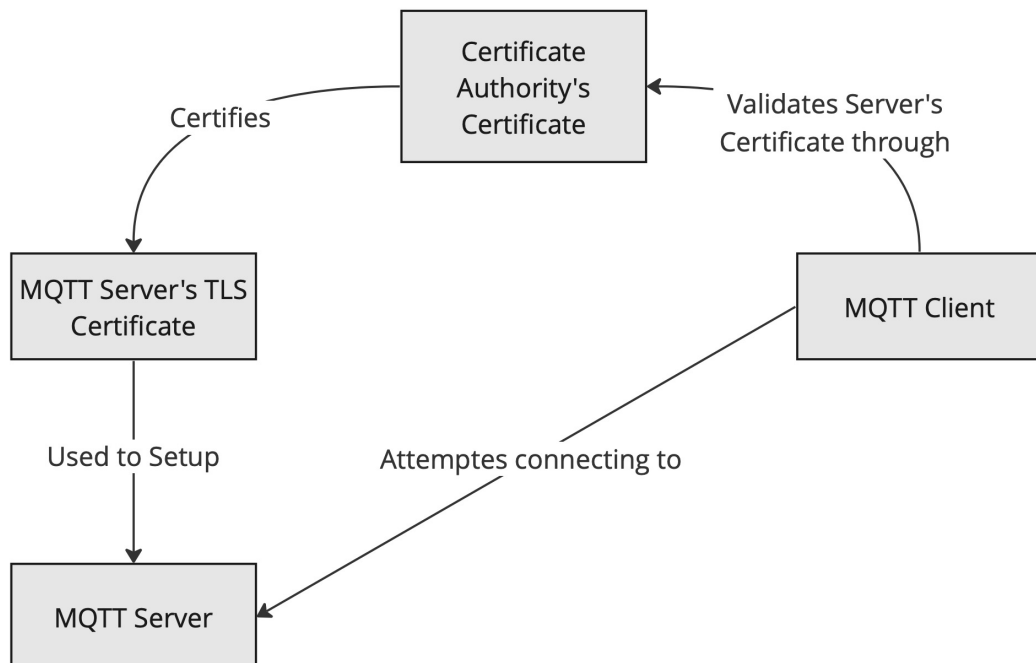 Certificate
Authority's
Certificate
Certifies
Validates Server's
Certificate through
MQTT Server's TLS
Certificate
MQTT Client
Used to Setup
Attemptes connecting to
MQTT Server